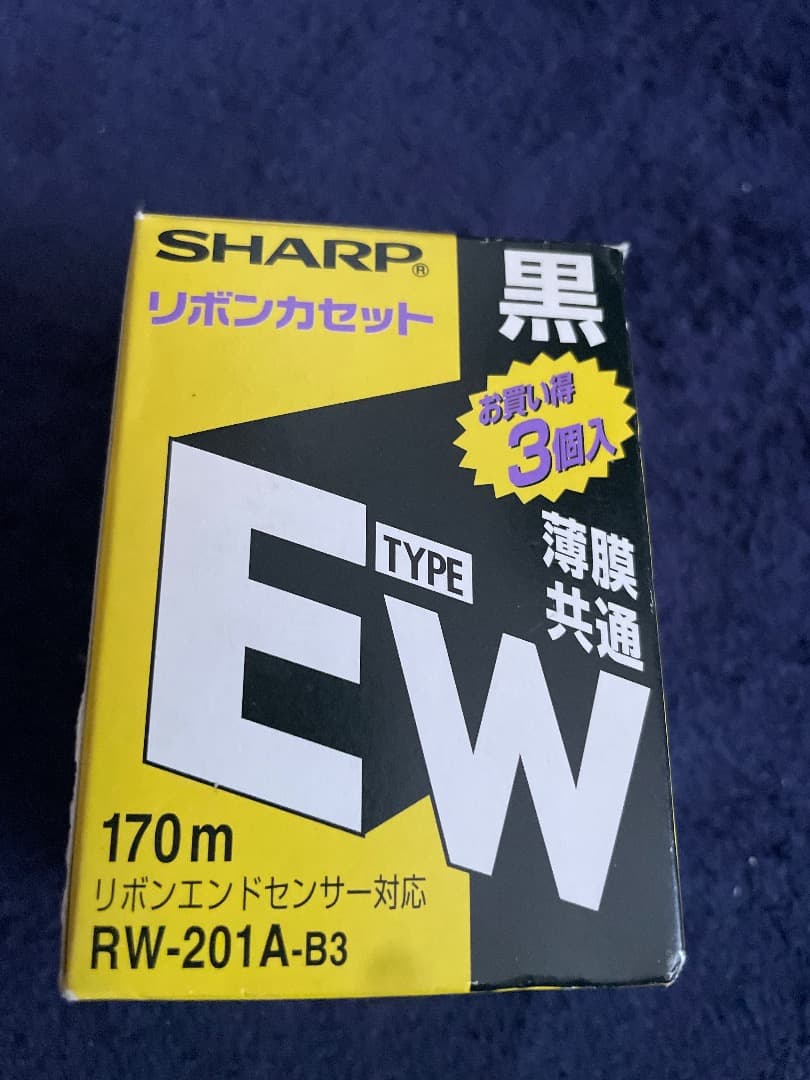 SHARP®
リボンカセット
黒
お買い得
3個入
薄膜
共通
TYPE
EW
170m
リボンエンドセンサー対応
RW-201A-B3